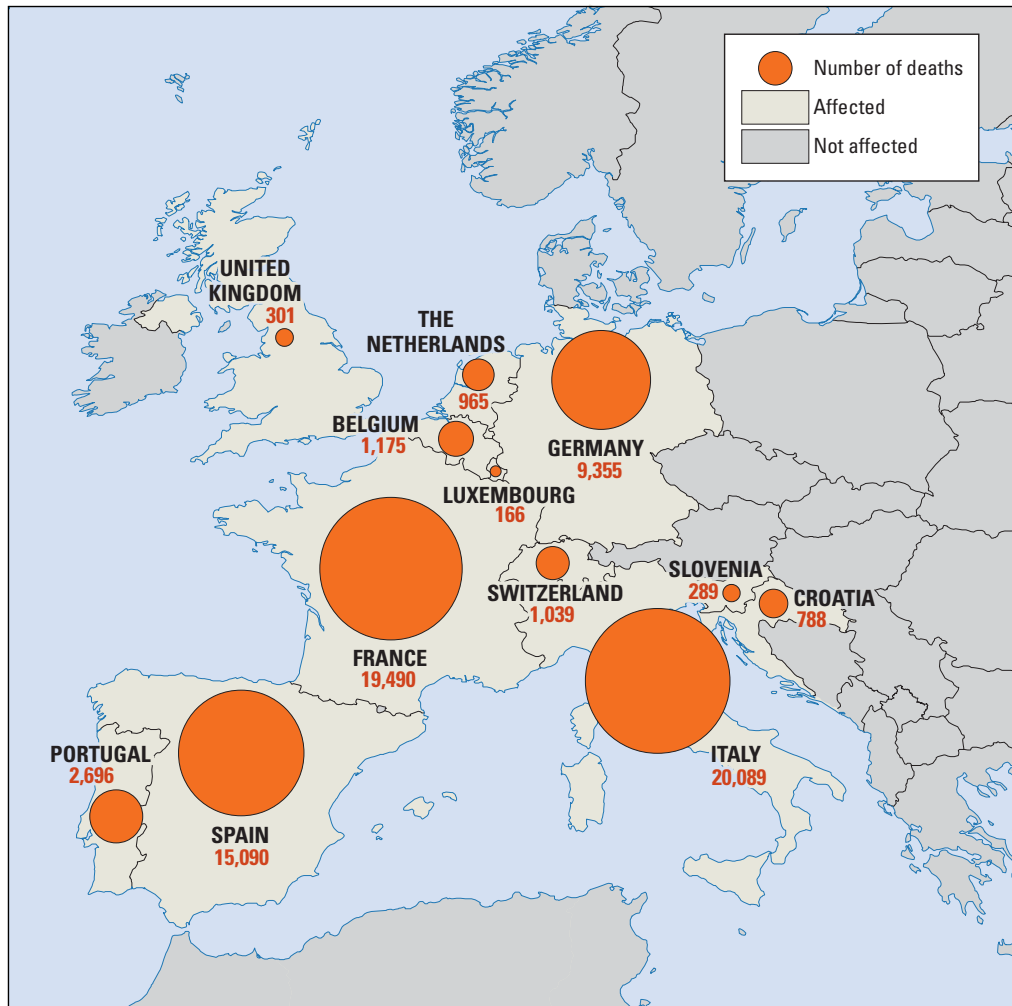 Number of deaths
Affected
Not affected
UNITED
KINGDOM
301
THE
NETHERLANDS
965
BELGIUM
1,175
GERMANY
9,355
LUXEMBOURG
166
SWITZERLAND
1,039
SLOVENIA
289
CROATIA
788
FRANCE
19,490
PORTUGAL
2,696
SPAIN
15,090
ITALY
20,089